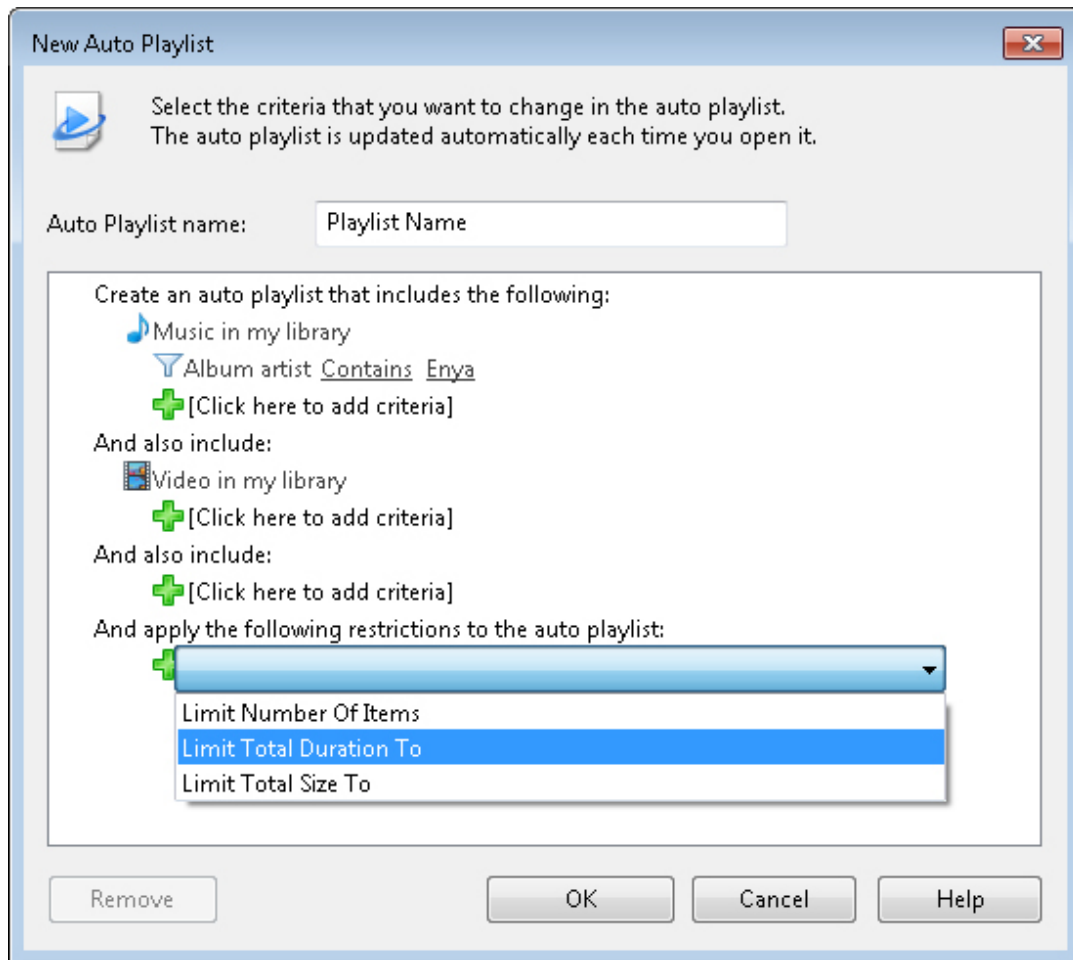 New Auto Playlist
Select the criteria that you want to change in the auto playlist.
The auto playlist is updated automatically each time you open it.
Auto Playlist name:
Playlist Name
Create an auto playlist that includes the following:
Music in my library
Album artist Contains Enya
[Click here to add criteria]
And also include:
Video in my library
[Click here to add criteria]
And also include:
[Click here to add criteria]
And apply the following restrictions to the auto playlist:
Limit Number Of Items
Limit Total Duration To
Limit Total Size To
Remove
OK
Cancel
Help